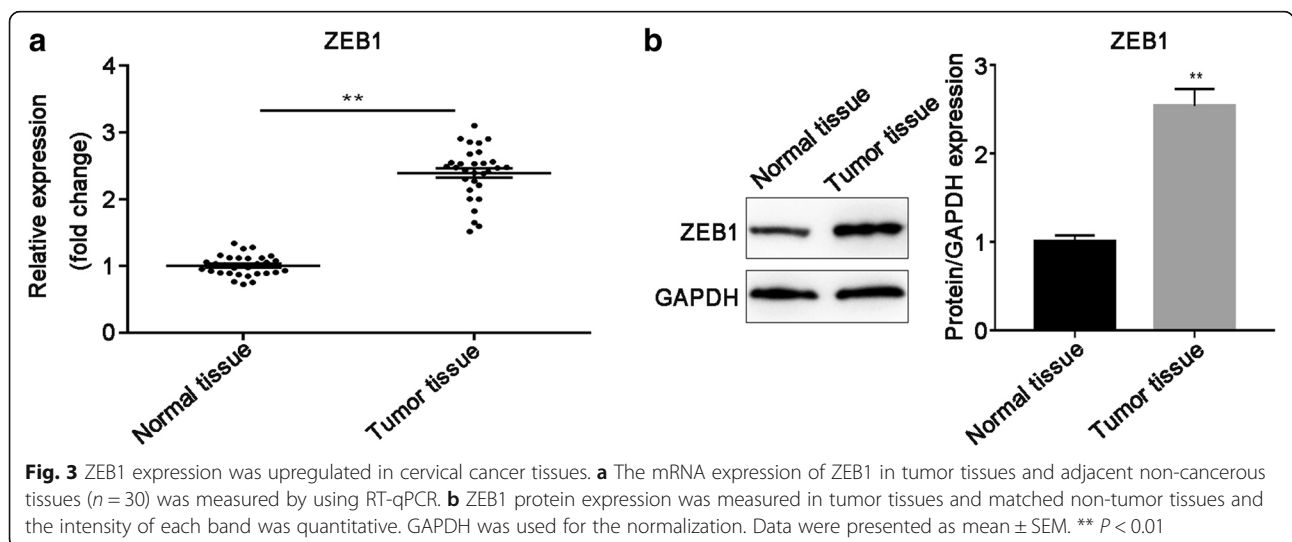 a
ZEB1
Relative expression
(fold change)
4
3
2
1
0
**
Normal tissue
Tumor tissue
b
Normal tissue
Tumor tissue
ZEB1
GAPDH
ZEB1
Protein/GAPDH expression
3
2
1
0
**
Normal tissue
Tumor tissue
Fig. 3 ZEB1 expression was upregulated in cervical cancer tissues. a The mRNA expression of ZEB1 in tumor tissues and adjacent non-cancerous
tissues (n = 30) was measured by using RT-qPCR. b ZEB1 protein expression was measured in tumor tissues and matched non-tumor tissues and
the intensity of each band was quantitative. GAPDH was used for the normalization. Data were presented as mean ± SEM. ** P < 0.01